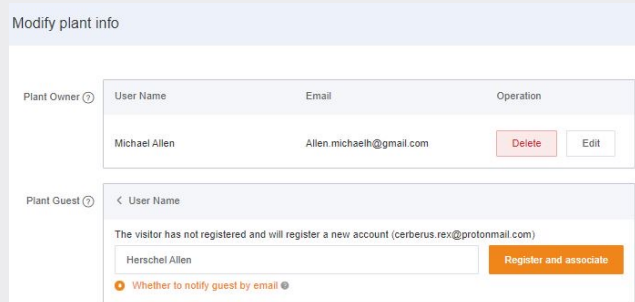 Modify plant info
Plant Owner ?
User Name Email Operation
Michael Allen Allen.michaelh@gmail.com Delete Edit
Plant Guest ?
< User Name
The visitor has not registered and will register a new account (cerberus.rex@protonmail.com)
Herschel Allen Register and associate
Whether to notify guest by email